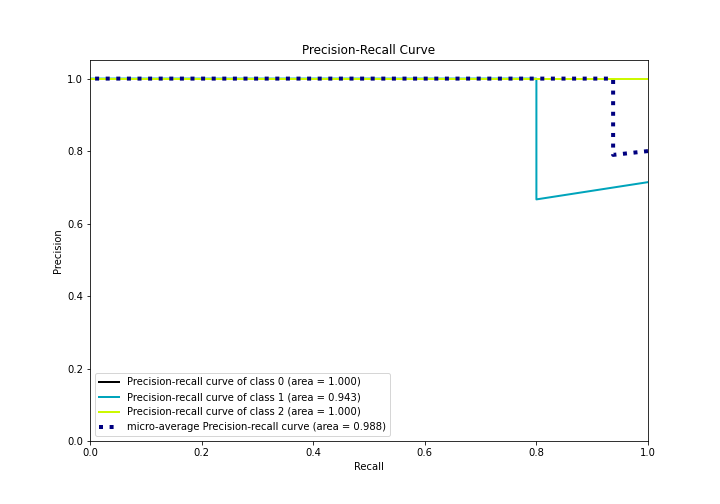 Precision-Recall Curve
1.0
0.8
0.6
0.4
0.2
0.0
Precision
Precision-recall curve of class 0 (area = 1.000)
Precision-recall curve of class 1 (area = 0.943)
Precision-recall curve of class 2 (area = 1.000)
micro-average Precision-recall curve (area = 0.988)
0.0 0.2 0.4 0.6 0.8 1.0
Recall